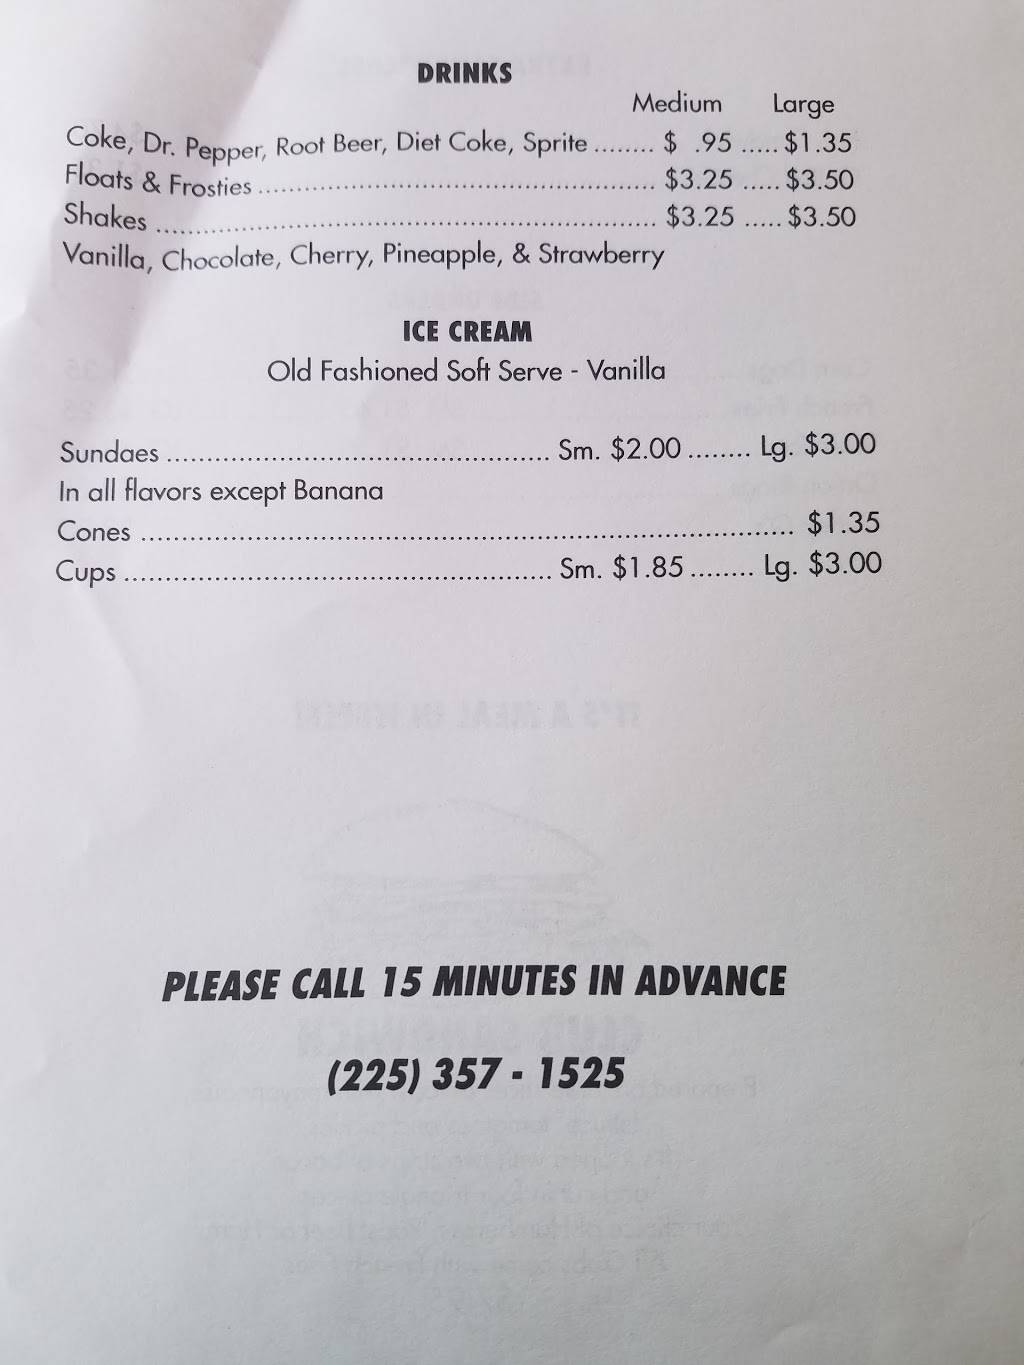 DRINKS
Medium Large
Coke, Dr. Pepper, Root Beer, Diet Coke, Sprite ........ $ .95 ..... $1.35
Floats & Frosties .................................................. $3.25 ..... $3.50
Shakes ............................................................... $3.25 ..... $3.50
Vanilla, Chocolate, Cherry, Pineapple, & Strawberry
ICE CREAM
Old Fashioned Soft Serve - Vanilla
Sundaes ................................................ Sm. $2.00 ........ Lg. $3.00
In all flavors except Banana
Cones .................................................................................. $1.35
Cups ...................................................... Sm. $1.85 ........ Lg. $3.00
PLEASE CALL 15 MINUTES IN ADVANCE
(225) 357 - 1525